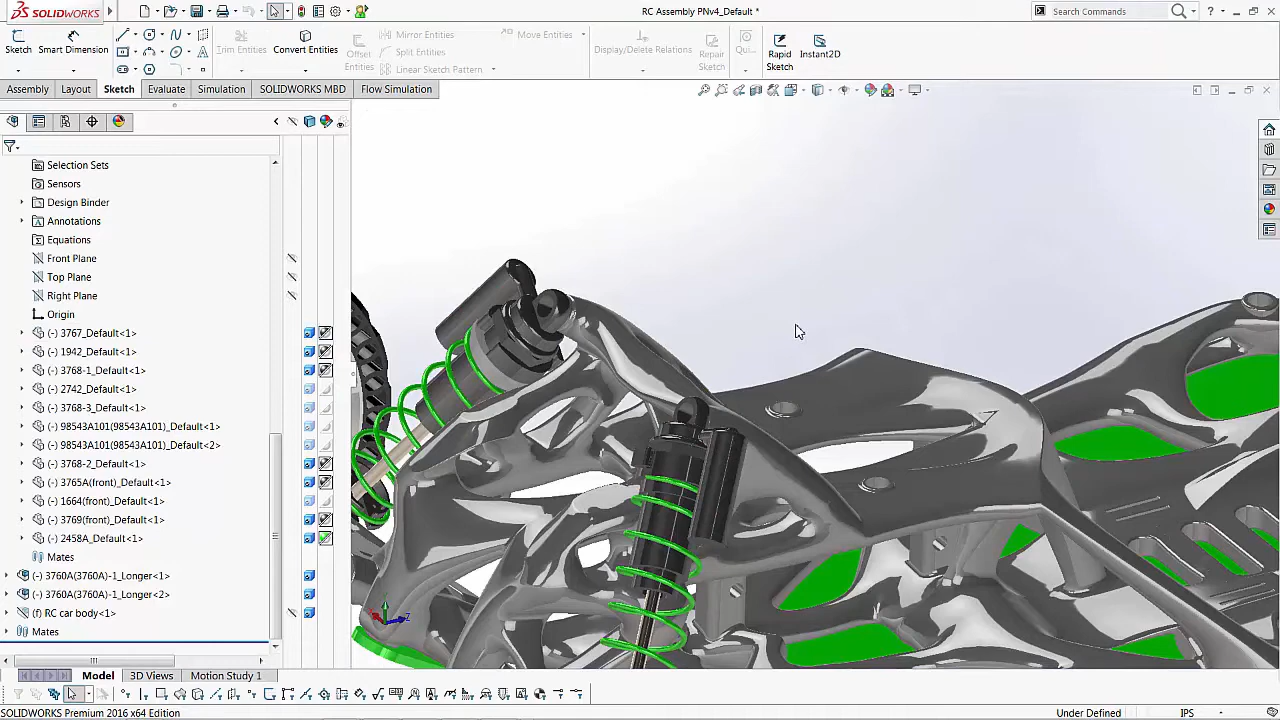 SOLIDWORKS
RC Assembly PNv4_Default *
Search Commands
?
Sketch
Smart Dimension
Trim Entities
Convert Entities
Offset Entities
Mirror Entities
Split Entities
Linear Sketch Pattern
Move Entities
Display/Delete Relations
Repair Sketch
Qui...
Rapid Sketch
Instant2D
Assembly
Layout
Sketch
Evaluate
Simulation
SOLIDWORKS MBD
Flow Simulation
Selection Sets
Sensors
Design Binder
Annotations
Equations
Front Plane
Top Plane
Right Plane
Origin
(-) 3767_Default<1>
(-) 1942_Default<1>
(-) 3768-1_Default<1>
(-) 2742_Default<1>
(-) 3768-3_Default<1>
(-) 98543A101(98543A101)_Default<1>
(-) 98543A101(98543A101)_Default<2>
(-) 3768-2_Default<1>
(-) 3765A(front)_Default<1>
(-) 1664(front)_Default<1>
(-) 3769(front)_Default<1>
(-) 2458A_Default<1>
Mates
(-) 3760A(3760A)-1_Longer<1>
(-) 3760A(3760A)-1_Longer<2>
(f) RC car body<1>
Mates
Z
Model
3D Views
Motion Study 1
SOLIDWORKS Premium 2016 x64 Edition
Under Defined
IPS